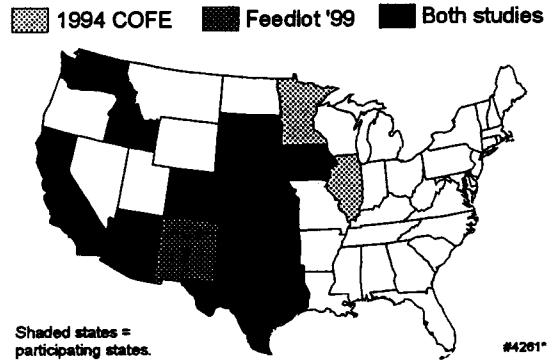 1994 COFE Feedlot '99 Both studies
Shaded states =
participating states.
#4261*